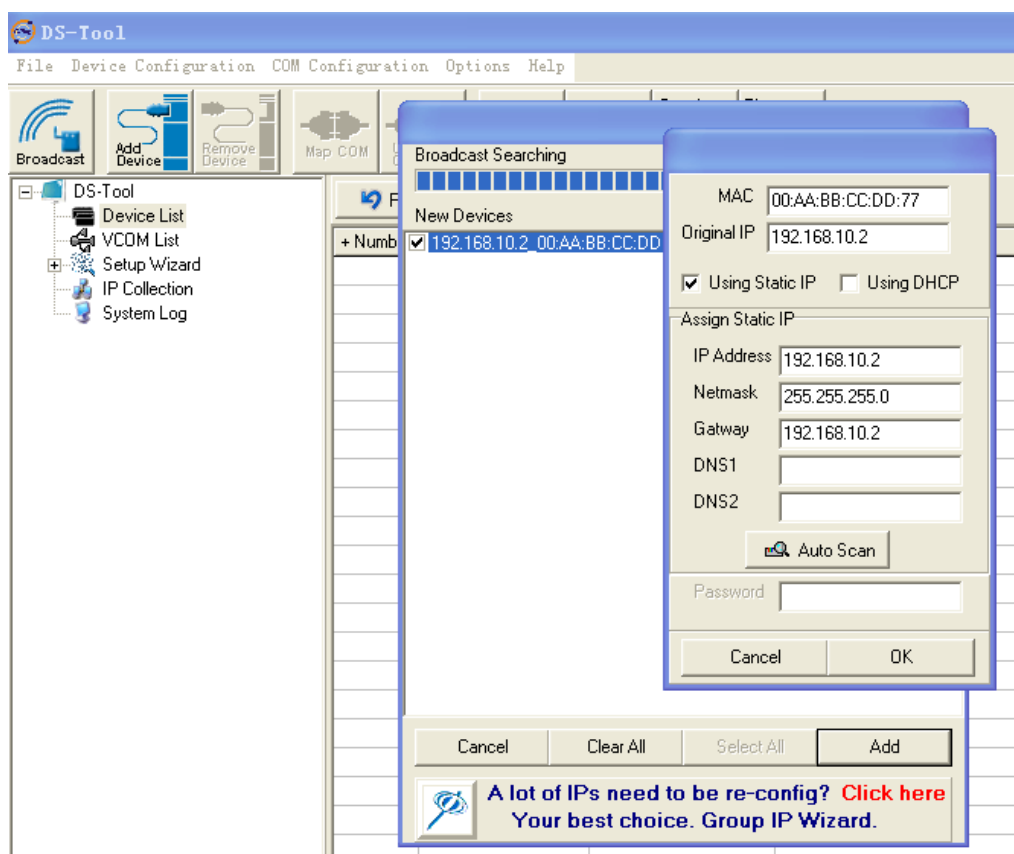 DS-Tool
File Device Configuration COM Configuration Options Help
Broadcast
Add Device
Remove Device
Map COM
DS-Tool
Device List
VCOM List
Setup Wizard
IP Collection
System Log
+ Numb
Broadcast Searching
New Devices
192.168.10.2_00:AA:BB:CC:DD
MAC 00:AA:BB:CC:DD:77
Original IP 192.168.10.2
Using Static IP Using DHCP
Assign Static IP
IP Address 192.168.10.2
Netmask 255.255.255.0
Gatway 192.168.10.2
DNS1
DNS2
Auto Scan
Password
Cancel OK
Cancel Clear All Select All Add
A lot of IPs need to be re-config? Click here
Your best choice. Group IP Wizard.